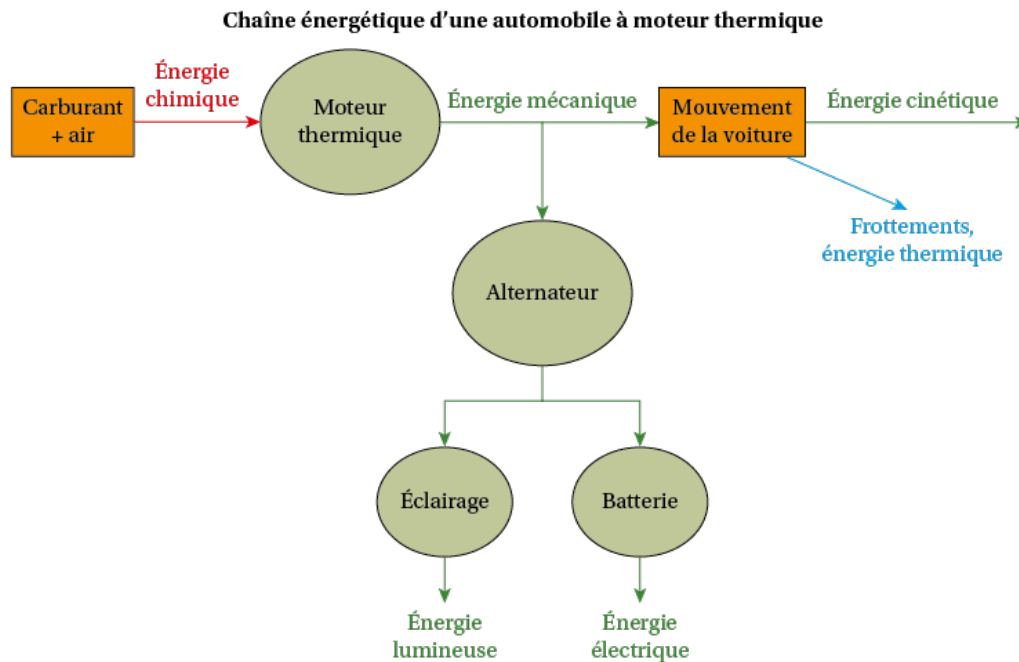 Chaîne énergétique d’une automobile à moteur thermique
Carburant
+ air
Énergie
chimique
Moteur
thermique
Énergie mécanique
Mouvement
de la voiture
Énergie cinétique
Frottements,
énergie thermique
Alternateur
Éclairage
Batterie
Énergie
lumineuse
Énergie
électrique